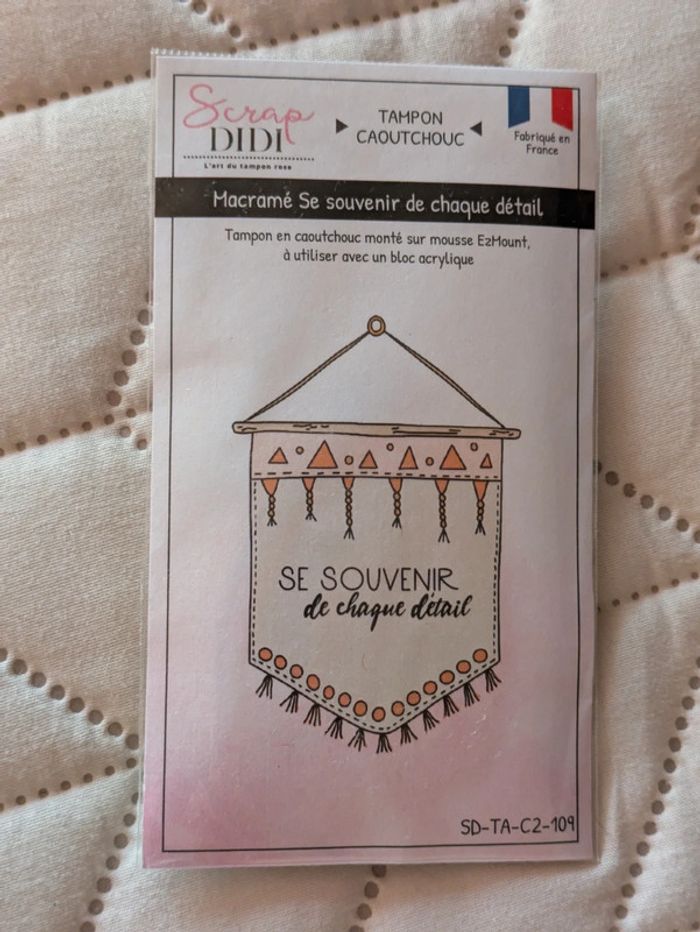 Scrap
DIDI
L'art du tampon rose
TAMPON
CAOUTCHOUC
Fabriqué en
France
Macramé Se souvenir de chaque détail
Tampon en caoutchouc monté sur mousse EzMount,
à utiliser avec un bloc acrylique
SE SOUVENIR
de chaque détail
SD-TA-C2-109